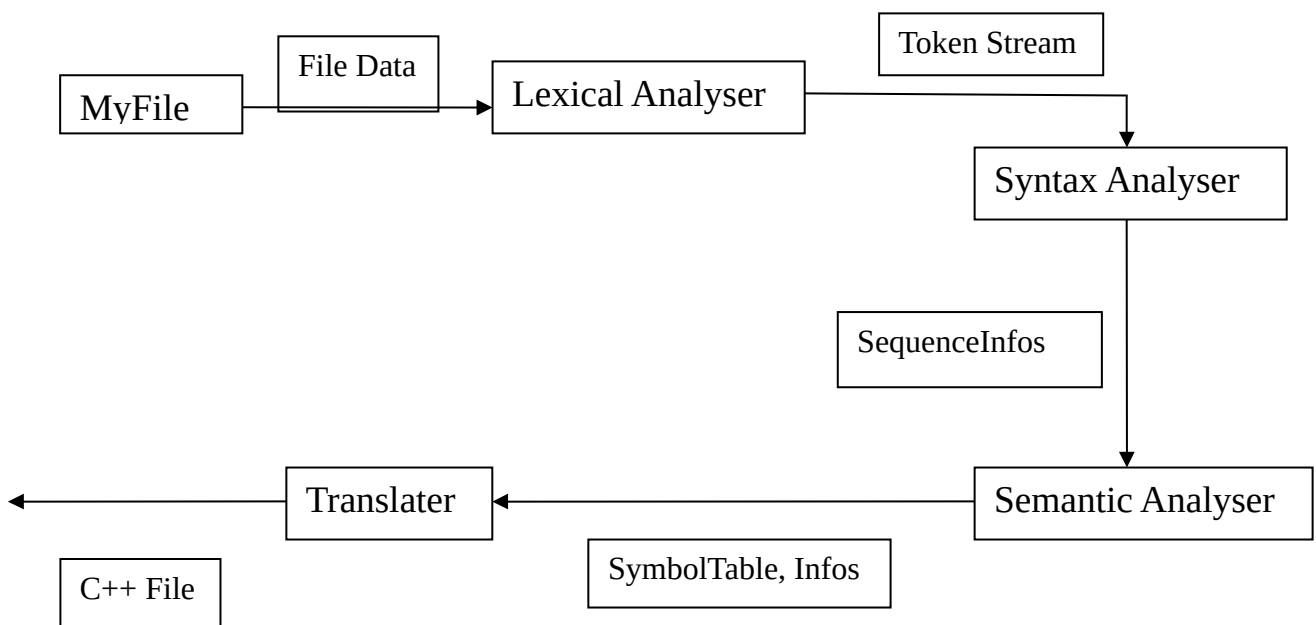 Token Stream
File Data
MyFile
Lexical Analyser
Syntax Analyser
SequenceInfos
Translater
Semantic Analyser
SymbolTable, Infos
C++ File